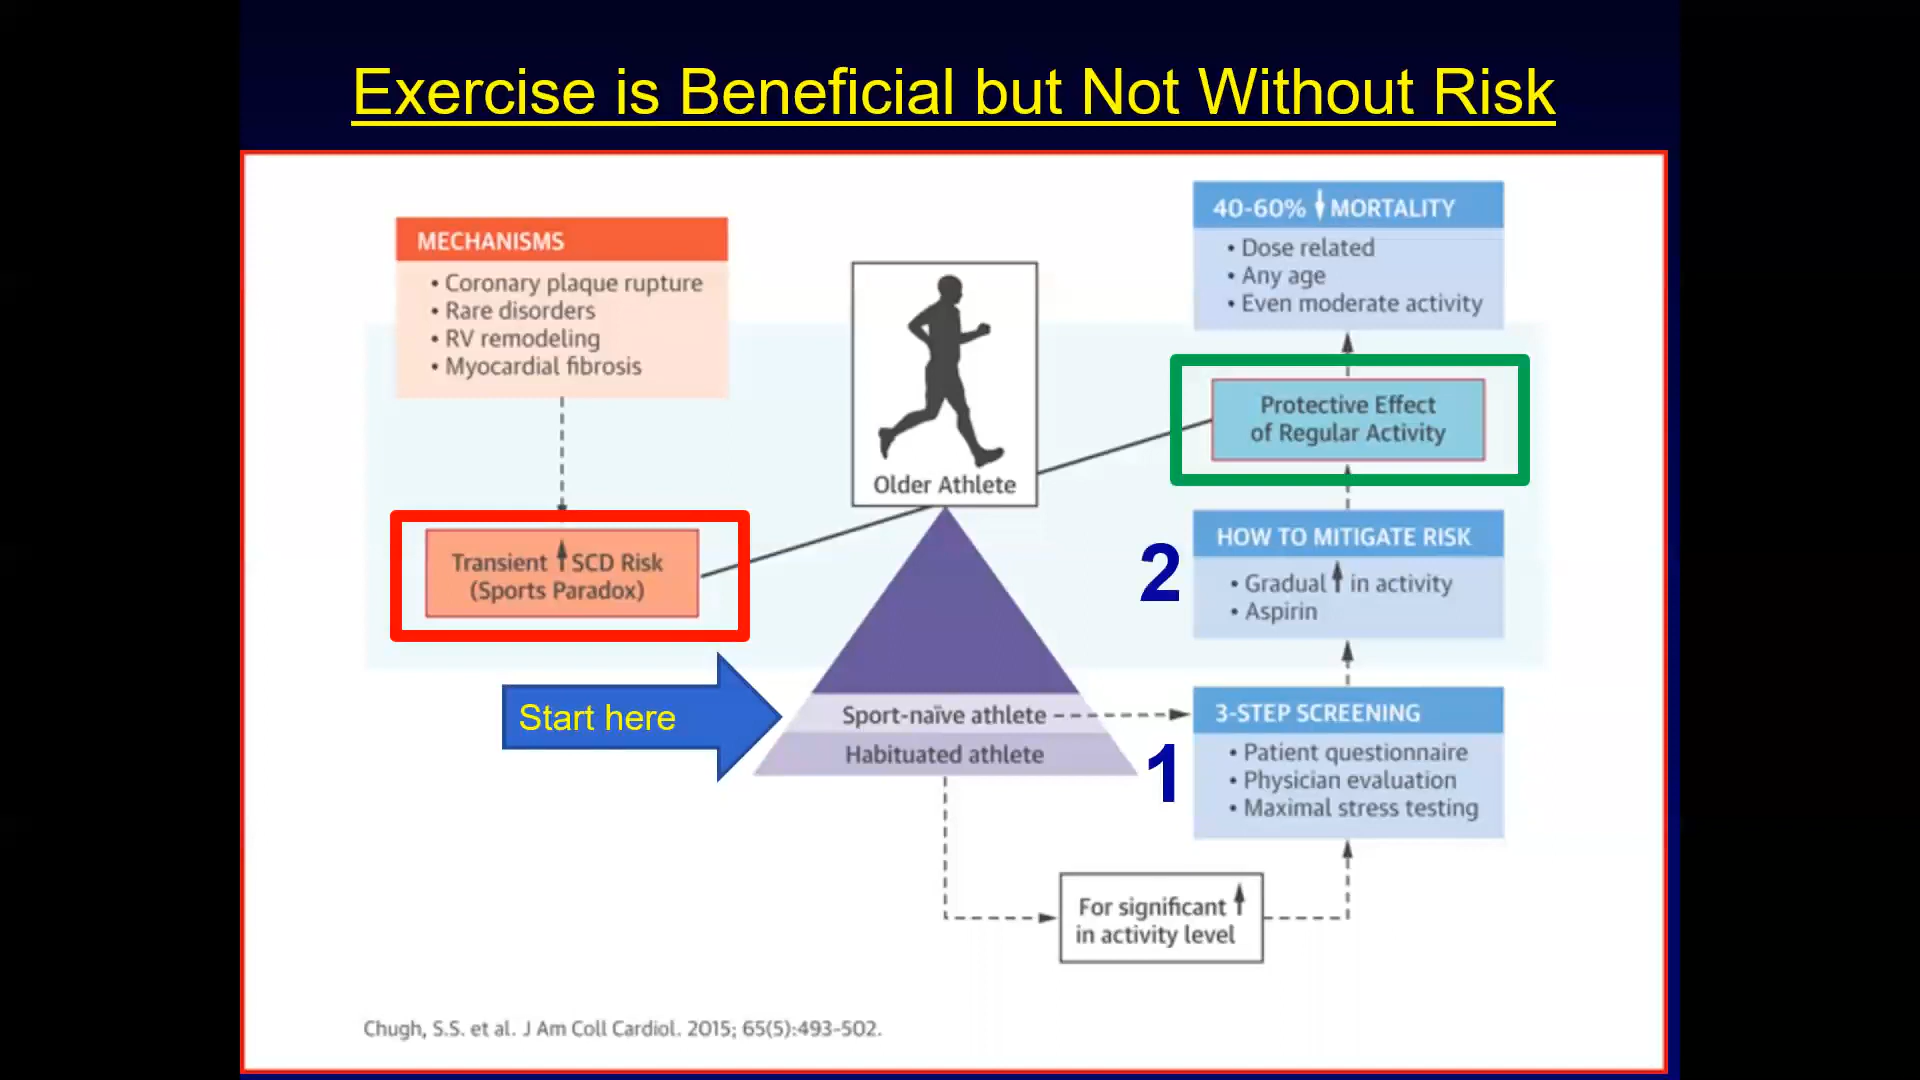 Exercise is Beneficial but Not Without Risk
MECHANISMS
• Coronary plaque rupture
• Rare disorders
• RV remodeling
• Myocardial fibrosis
Transient ↑ SCD Risk
(Sports Paradox)
Older Athlete
Start here
Sport-naïve athlete
Habituated athlete
40-60% ↓ MORTALITY
• Dose related
• Any age
• Even moderate activity
Protective Effect
of Regular Activity
2
HOW TO MITIGATE RISK
• Gradual ↑ in activity
• Aspirin
1
3-STEP SCREENING
• Patient questionnaire
• Physician evaluation
• Maximal stress testing
For significant ↑
in activity level
Chugh, S.S. et al. J Am Coll Cardiol. 2015; 65(5):493-502.